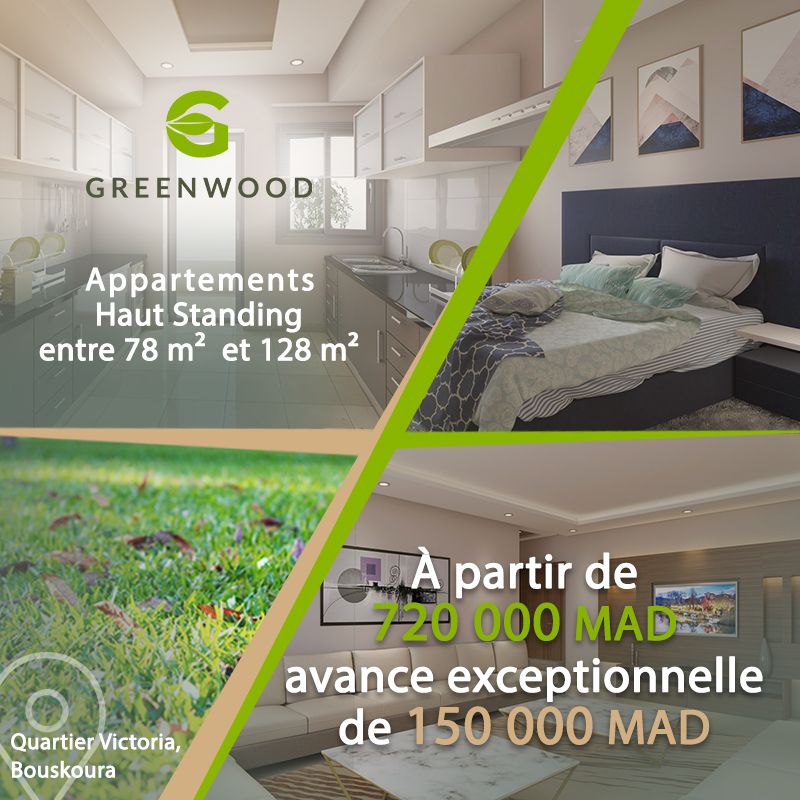 GREENWOOD
Appartements
Haut Standing
entre 78 m² et 128 m²
À partir de
720 000 MAD
avance exceptionnelle
de 150 000 MAD
Quartier Victoria,
Bouskoura